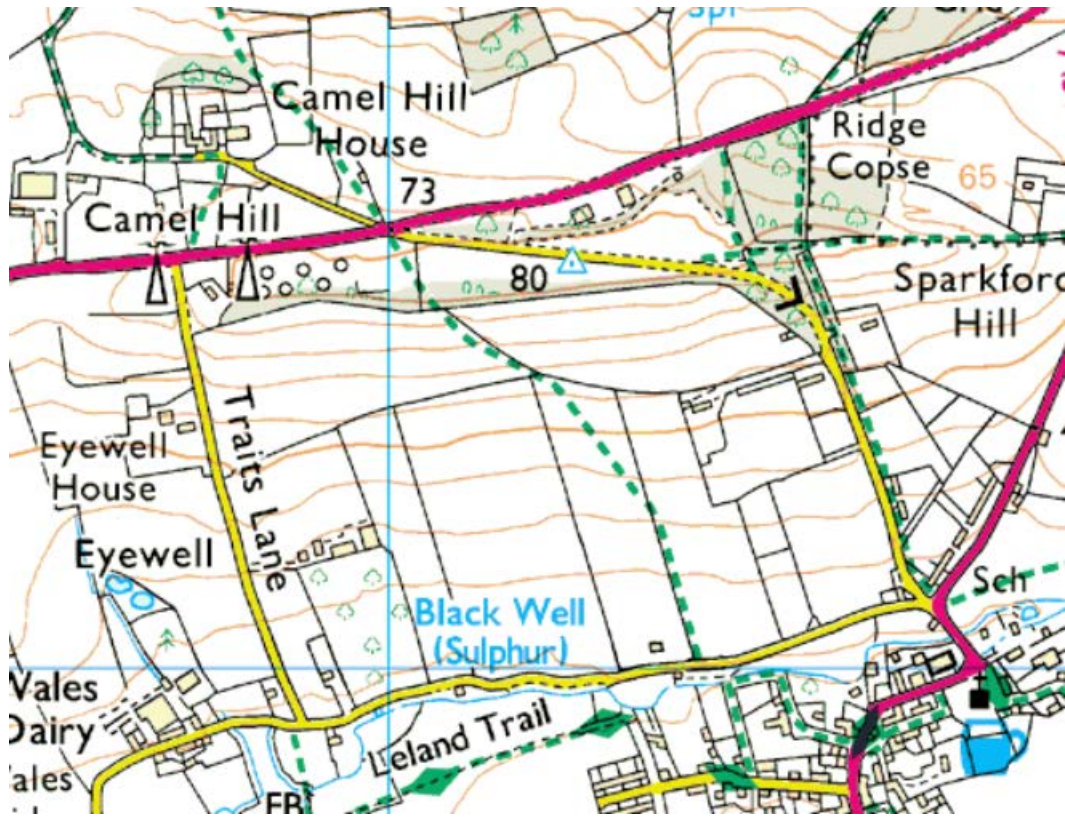 Camel Hill
House
Ridge
Copse
65
73
Camel Hill
80
Sparkford
Hill
Traits Lane
Eyewell
House
Eyewell
Sch
Black Well
(Sulphur)
Vales
Dairy
Leland Trail
ales
FB